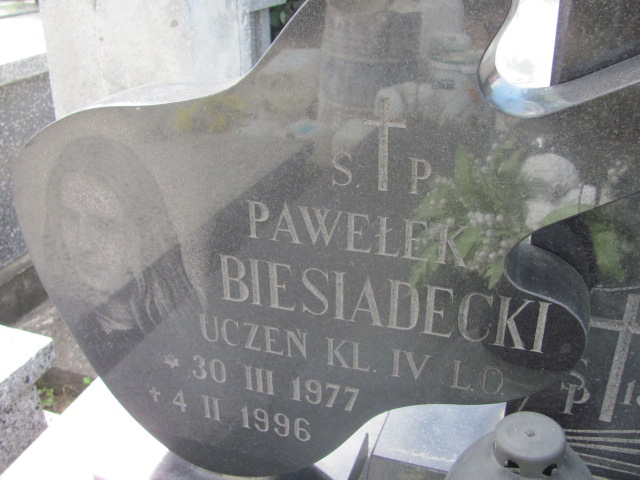 Ś P
PAWEŁEK
BIESIADECKI
UCZEŃ KL. IV L.O.
* 30 III 1977
+ 4 II 1996
P